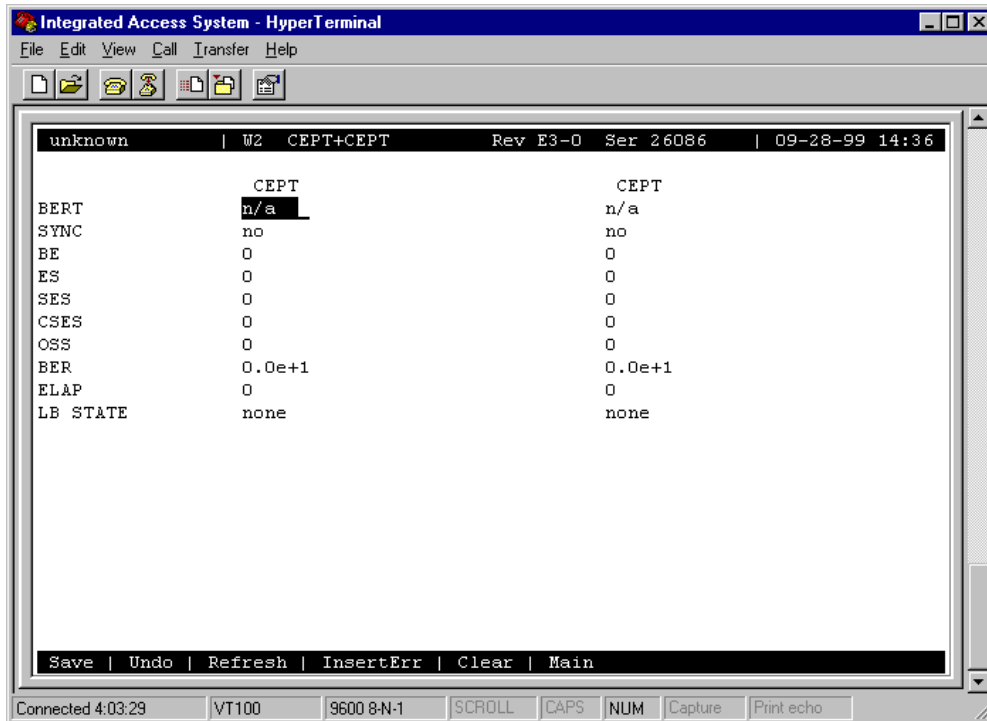 Integrated Access System - HyperTerminal
File Edit View Call Transfer Help
unknown | W2 CEPT+CEPT Rev E3-0 Ser 26086 | 09-28-99 14:36
CEPT CEPT
BERT n/a n/a
SYNC no no
BE 0 0
ES 0 0
SES 0 0
CSES 0 0
OSS 0 0
BER 0.0e+1 0.0e+1
ELAP 0 0
LB STATE none none
Save | Undo | Refresh | InsertErr | Clear | Main
Connected 4:03:29 VT100 9600 8-N-1 SCROLL CAPS NUM Capture Print echo